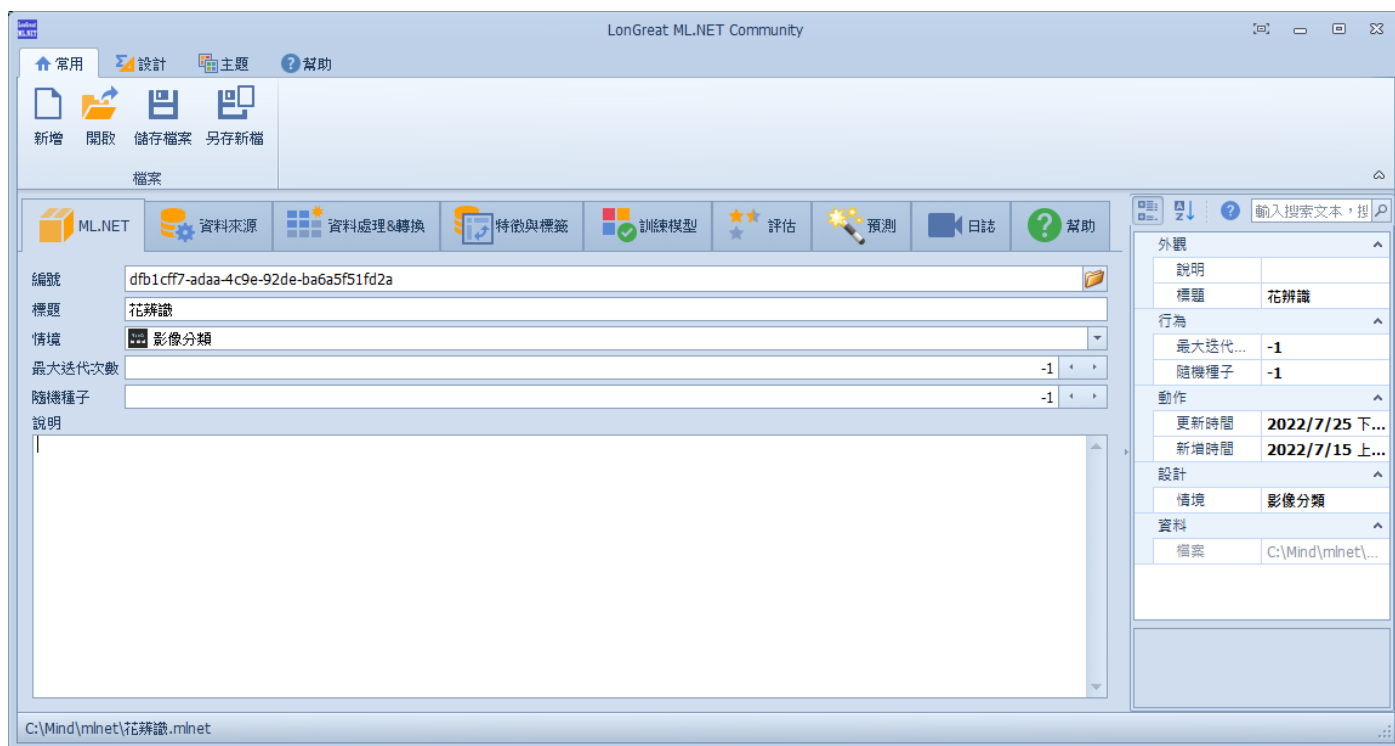 LonGreat ML.NET Community
常用 設計 主題 幫助
新增 開啟 儲存檔案 另存新檔
檔案
ML.NET 資料來源 資料處理&轉換 特徵與標籤 訓練模型 評估 預測 日誌 幫助
編號 dfb1cff7-adaa-4c9e-92de-ba6a5f51fd2a
標題 花辨識
情境 影像分類
最大迭代次數 -1
隨機種子 -1
說明
輸入搜索文本，搜
外觀
說明
標題 花辨識
行為
最大迭代... -1
隨機種子 -1
動作
更新時間 2022/7/25 下...
新增時間 2022/7/15 上...
設計
情境 影像分類
資料
檔案 C:\Mind\mlnet\...
C:\Mind\mlnet\花辨識.mlnet